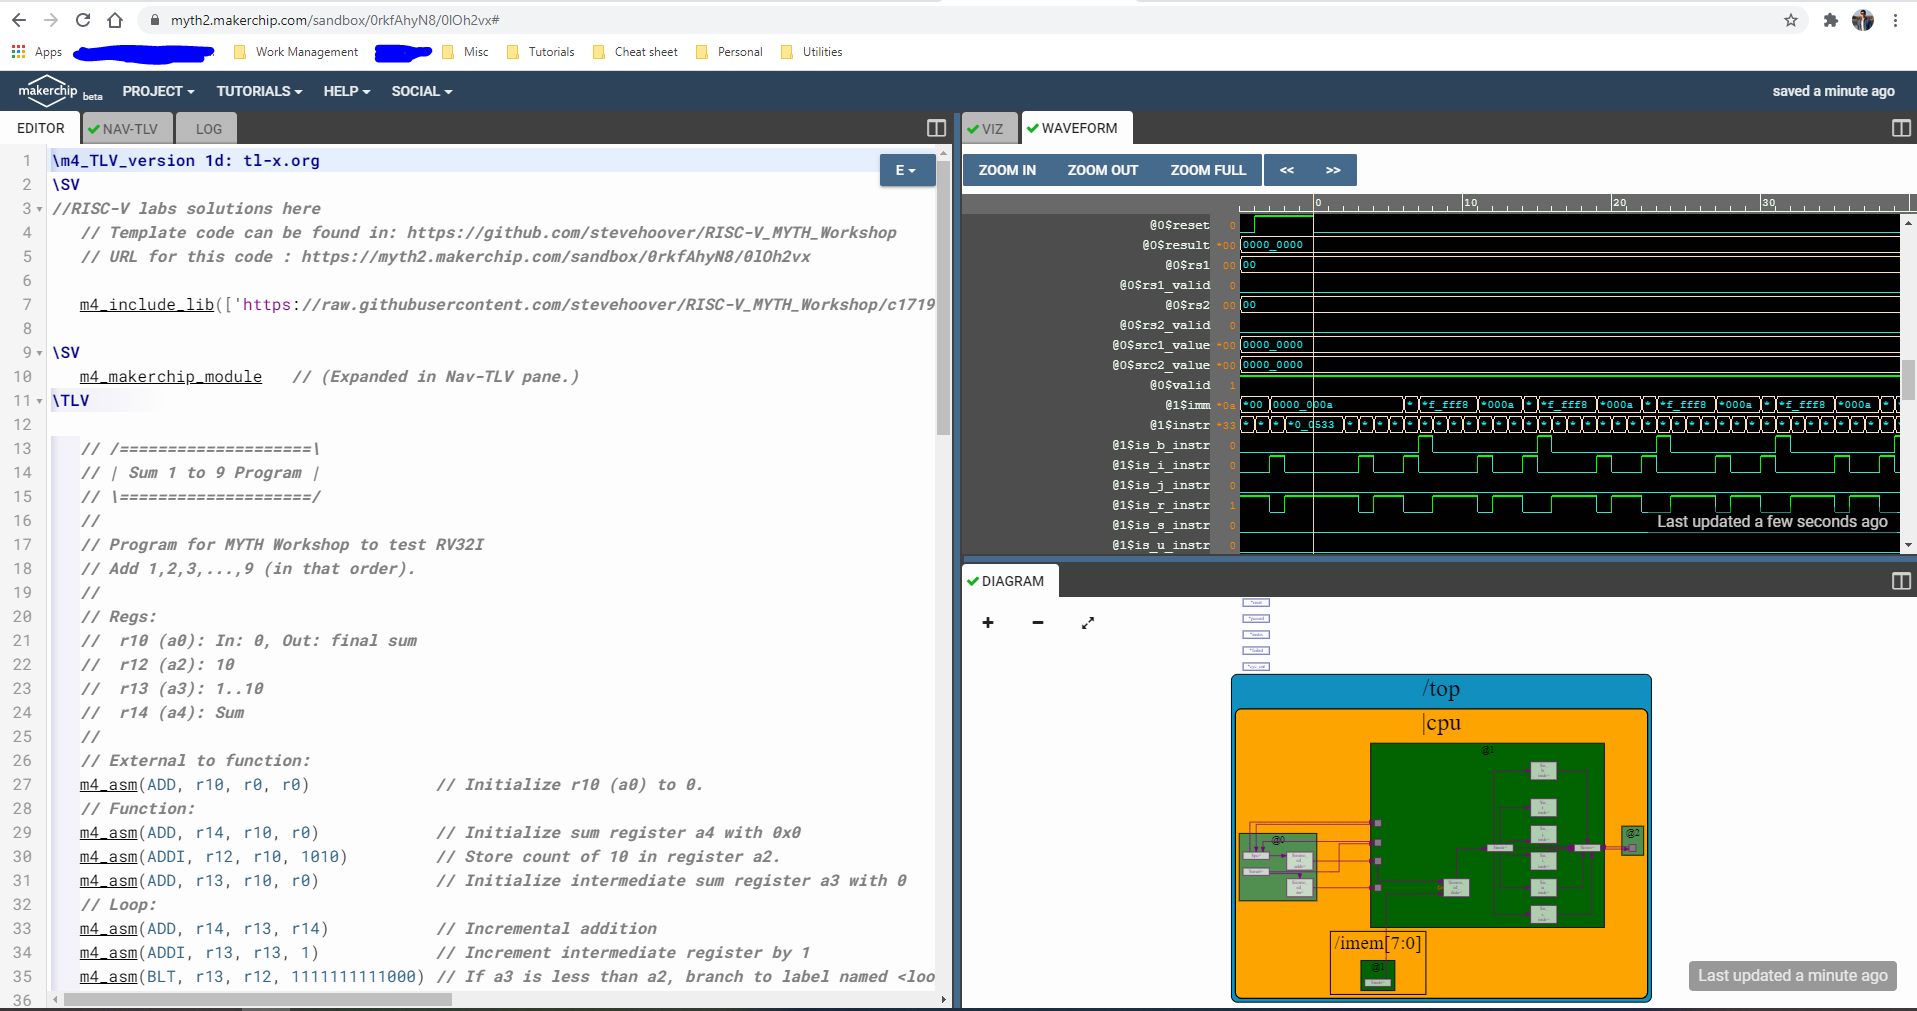 myth2.makerchip.com/sandbox/0rkfAhyN8/0lOh2vx#
Apps
Work Management
Misc
Tutorials
Cheat sheet
Personal
Utilities
makerchip beta
PROJECT
TUTORIALS
HELP
SOCIAL
saved a minute ago
EDITOR
NAV-TLV
LOG
E
1 \m4_TLV_version 1d: tl-x.org
2 \SV
3 //RISC-V labs solutions here
4 // Template code can be found in: https://github.com/stevehoover/RISC-V_MYTH_Workshop
5 // URL for this code : https://myth2.makerchip.com/sandbox/0rkfAhyN8/0lOh2vx
6
7 m4_include_lib(['https://raw.githubusercontent.com/stevehoover/RISC-V_MYTH_Workshop/c1719
8
9 \SV
10 m4_makerchip_module // (Expanded in Nav-TLV pane.)
11 \TLV
12
13 // /====================\
14 // | Sum 1 to 9 Program |
15 // \====================/
16 //
17 // Program for MYTH Workshop to test RV32I
18 // Add 1,2,3,...,9 (in that order).
19 //
20 // Regs:
21 // r10 (a0): In: 0, Out: final sum
22 // r12 (a2): 10
23 // r13 (a3): 1..10
24 // r14 (a4): Sum
25 //
26 // External to function:
27 m4_asm(ADD, r10, r0, r0) // Initialize r10 (a0) to 0.
28 // Function:
29 m4_asm(ADD, r14, r10, r0) // Initialize sum register a4 with 0x0
30 m4_asm(ADDI, r12, r10, 1010) // Store count of 10 in register a2.
31 m4_asm(ADD, r13, r10, r0) // Initialize intermediate sum register a3 with 0
32 // Loop:
33 m4_asm(ADD, r14, r13, r14) // Incremental addition
34 m4_asm(ADDI, r13, r13, 1) // Increment intermediate register by 1
35 m4_asm(BLT, r13, r12, 1111111111000) // If a3 is less than a2, branch to label named <loo
36
VIZ
WAVEFORM
ZOOM IN
ZOOM OUT
ZOOM FULL
<<
>>
0 10 20 30
@0$reset 0
@0$result *00 0000_0000
@0$rs1 00 00
@0$rs1_valid 0
@0$rs2 00 00
@0$rs2_valid 0
@0$src1_value *00 0000_0000
@0$src2_value *00 0000_0000
@0$valid 1
@1$imm *0a *00 0000_000a * *f_fff8 *000a * *f_fff8 *000a * *f_fff8 *000a * *f_fff8 *000a *
@1$instr *33 * * * *0_0533 * * * * * * * * * * * * * * * * * * * * * * * * * * * * * * * * * * * * *
@1$is_b_instr 0
@1$is_i_instr 0
@1$is_j_instr 0
@1$is_r_instr 1
@1$is_s_instr 0
@1$is_u_instr 0
Last updated a few seconds ago
DIAGRAM
/top
|cpu
@1
@0
@2
/imem[7:0]
@1
Last updated a minute ago